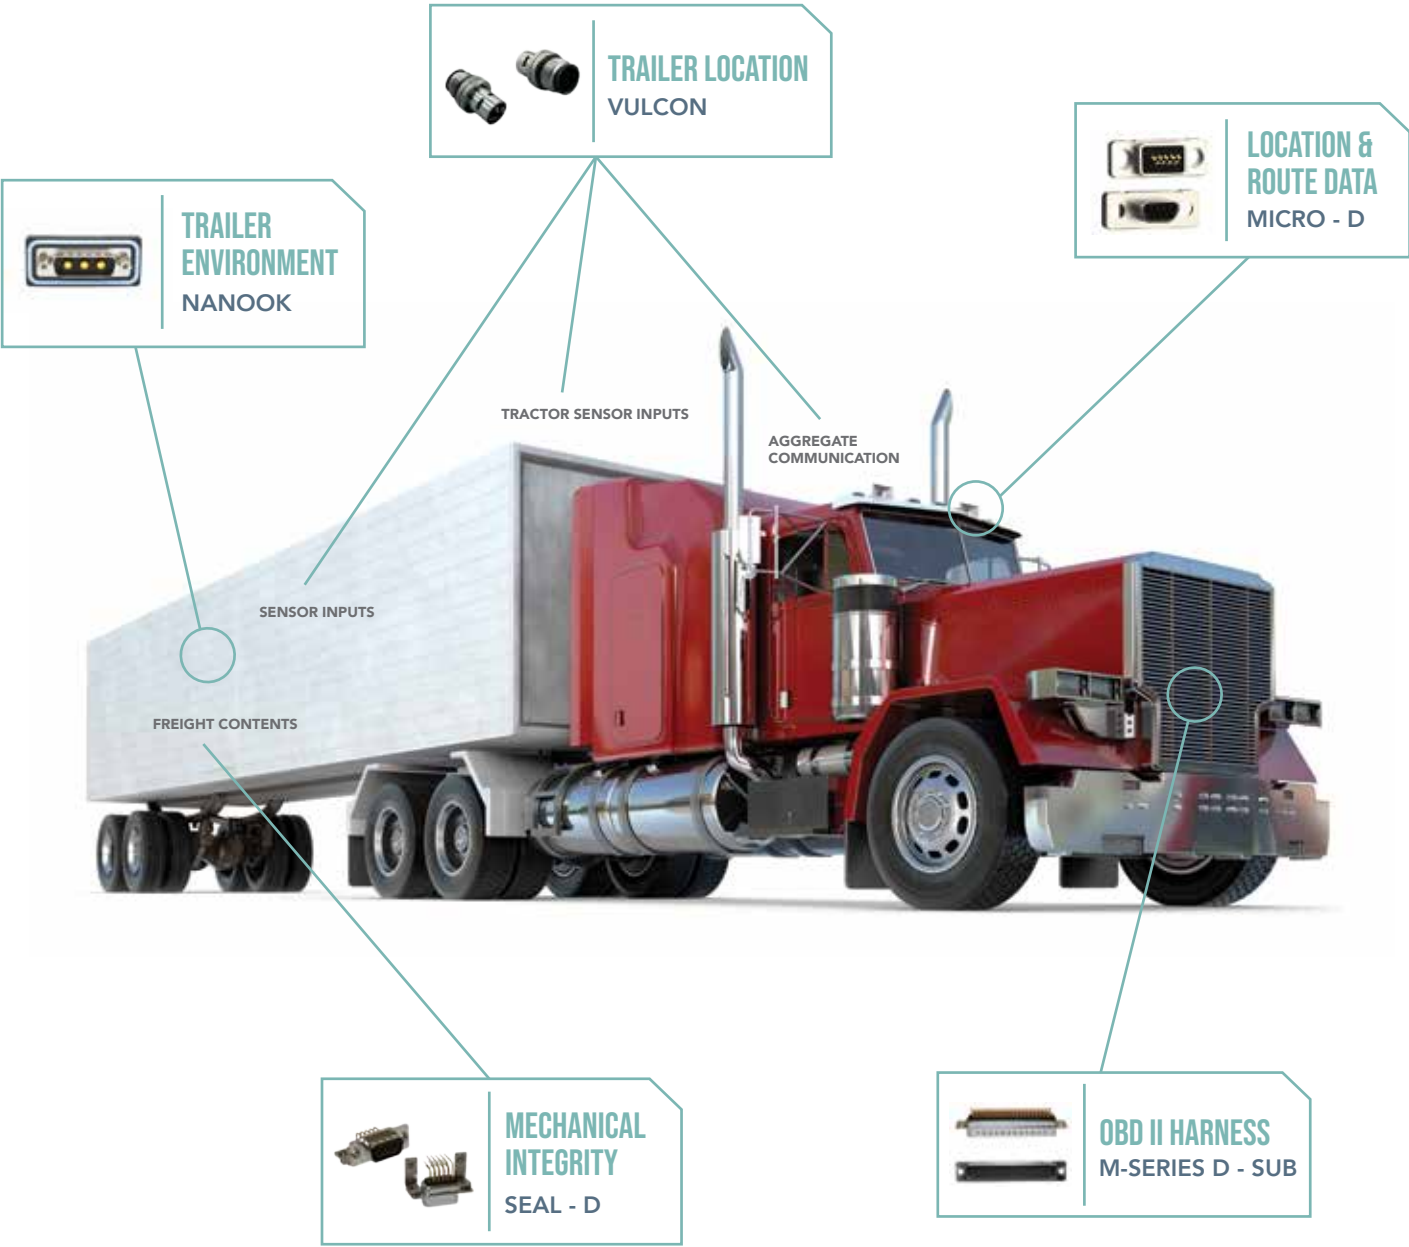 TRAILER LOCATION
VULCON
LOCATION &
ROUTE DATA
MICRO - D
TRAILER
ENVIRONMENT
NANOOK
TRACTOR SENSOR INPUTS
AGGREGATE
COMMUNICATION
SENSOR INPUTS
FREIGHT CONTENTS
MECHANICAL
INTEGRITY
SEAL - D
OBD II HARNESS
M-SERIES D - SUB